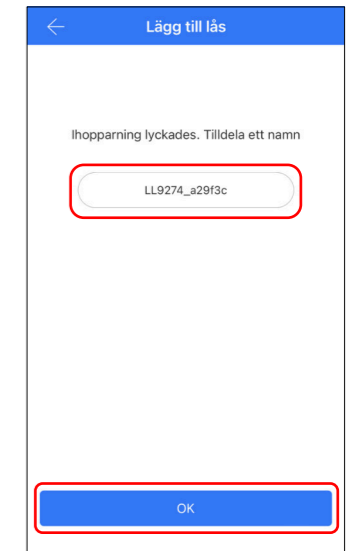 Lägg till lås
Ihopparning lyckades. Tilldela ett namn
LL9274_a29f3c
OK